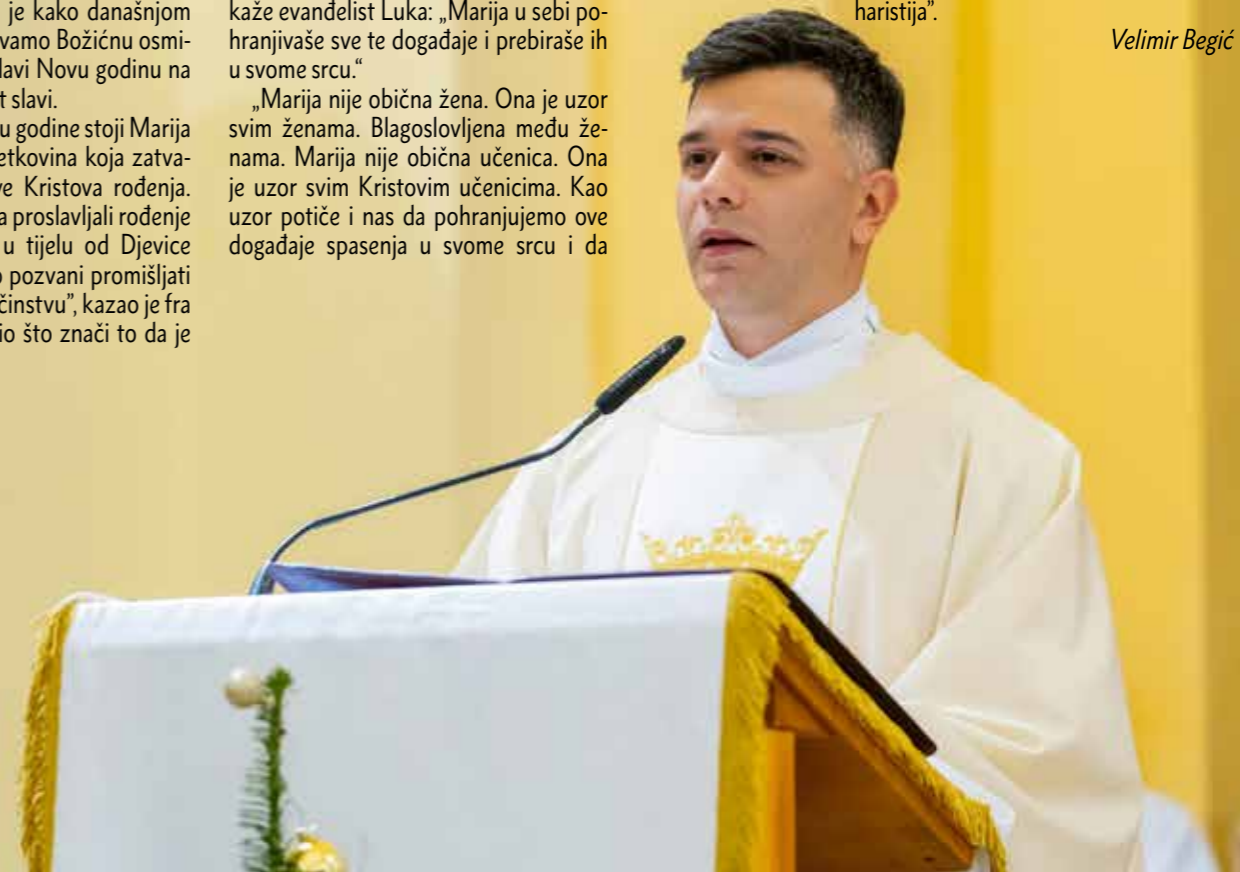 je kako današnjom
vamo Božićnu osmi-
lavi Novu godinu na
t slavi.
u godine stoji Marija
etkovina koja zatva-
ve Kristova rođenja.
a proslavljali rođenje
u tijelu od Djevice
o pozvani promišljati
činstvu”, kazao je fra
io što znači to da je
kaže evanđelist Luka: „Marija u sebi po-
hranjivaše sve te događaje i prebiraše ih
u svome srcu.“
„Marija nije obična žena. Ona je uzor
svim ženama. Blagoslovljena među že-
nama. Marija nije obična učenica. Ona
je uzor svim Kristovim učenicima. Kao
uzor potiče i nas da pohranjujemo ove
događaje spasenja u svome srcu i da
haristija”.
Velimir Begić